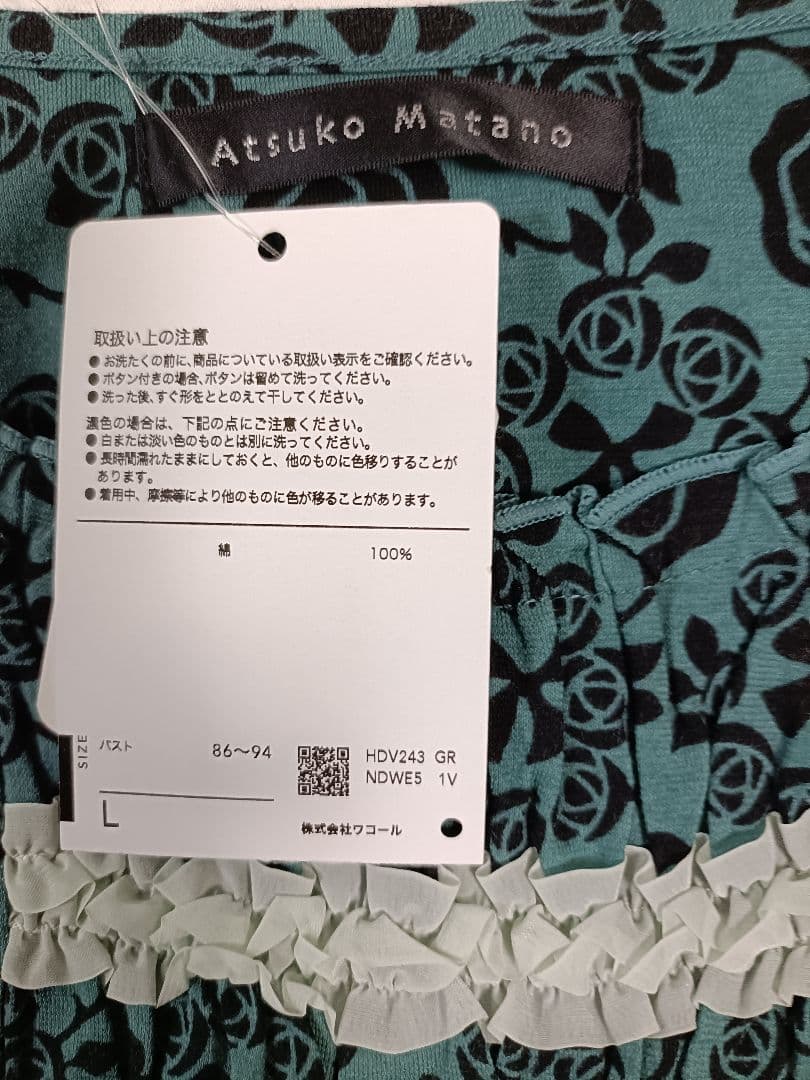 Atsuko Matano
取扱い上の注意
●お洗たくの前に、商品についている取扱い表示をご確認ください。
●ボタン付きの場合、ボタンは留めて洗ってください。
●洗った後、すぐ形をととのえて干してください。
濃色の場合は、下記の点にご注意ください。
●白または淡い色のものとは別に洗ってください。
●長時間濡れたままにしておくと、他のものに色移りすることが
あります。
●着用中、摩擦等により他のものに色が移ることがあります。
綿 100%
SIZE
バスト 86〜94
L
HDV243 GR
NDWE5 1V
株式会社ワコール